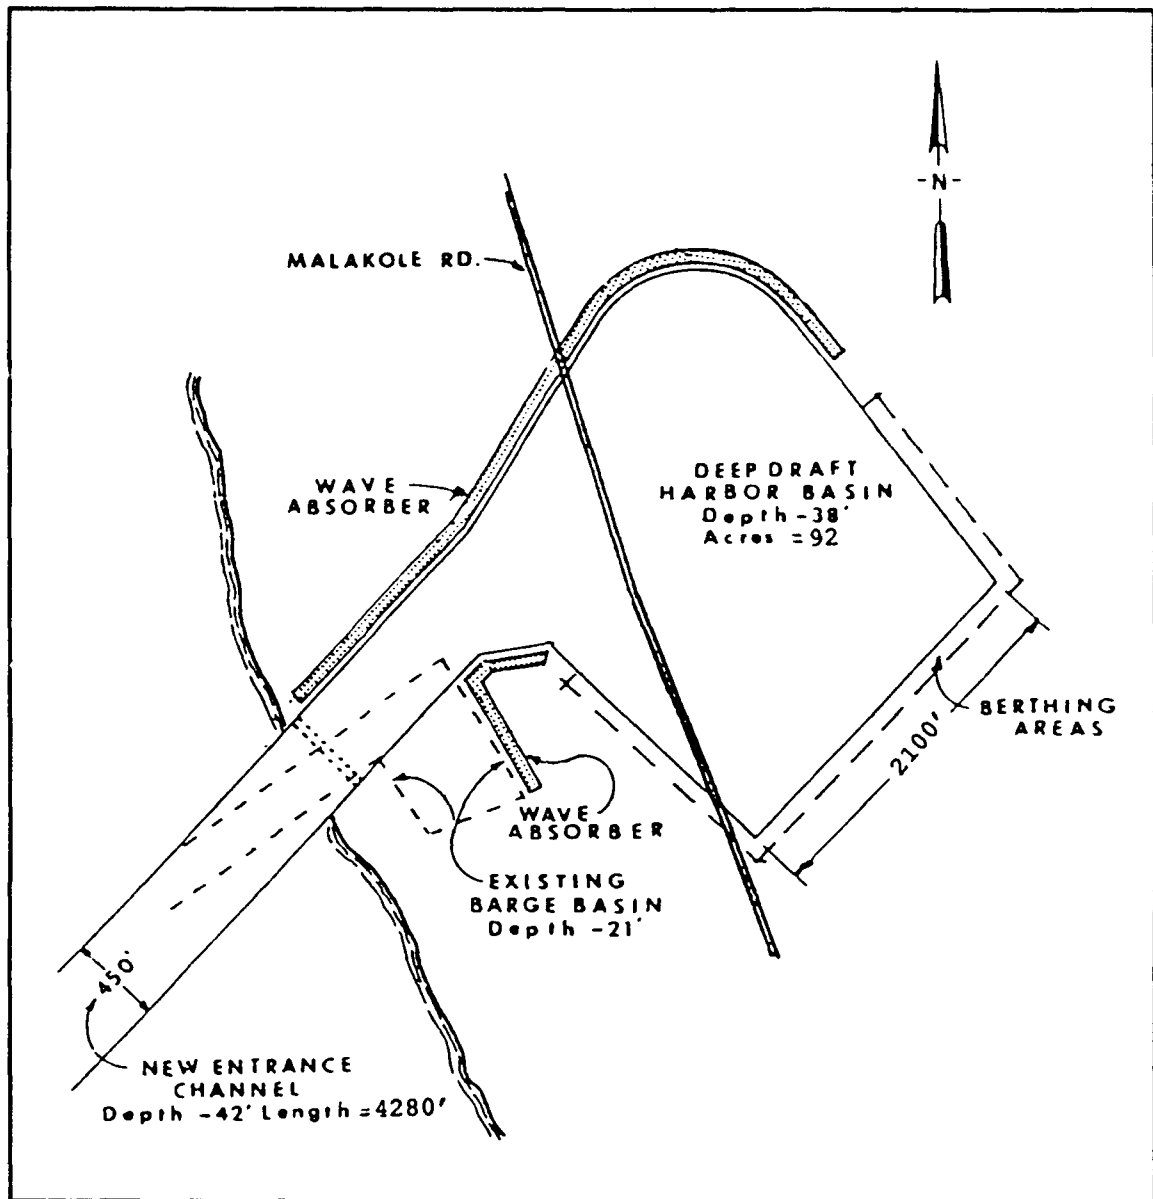 -N-
MALAKOLE RD.
WAVE
ABSORBER
DEEP DRAFT
HARBOR BASIN
Depth -38'
Acres = 92
BERTHING
AREAS
2100'
WAVE
ABSORBER
EXISTING
BARGE BASIN
Depth -21'
450'
NEW ENTRANCE
CHANNEL
Depth -42' Length = 4280'